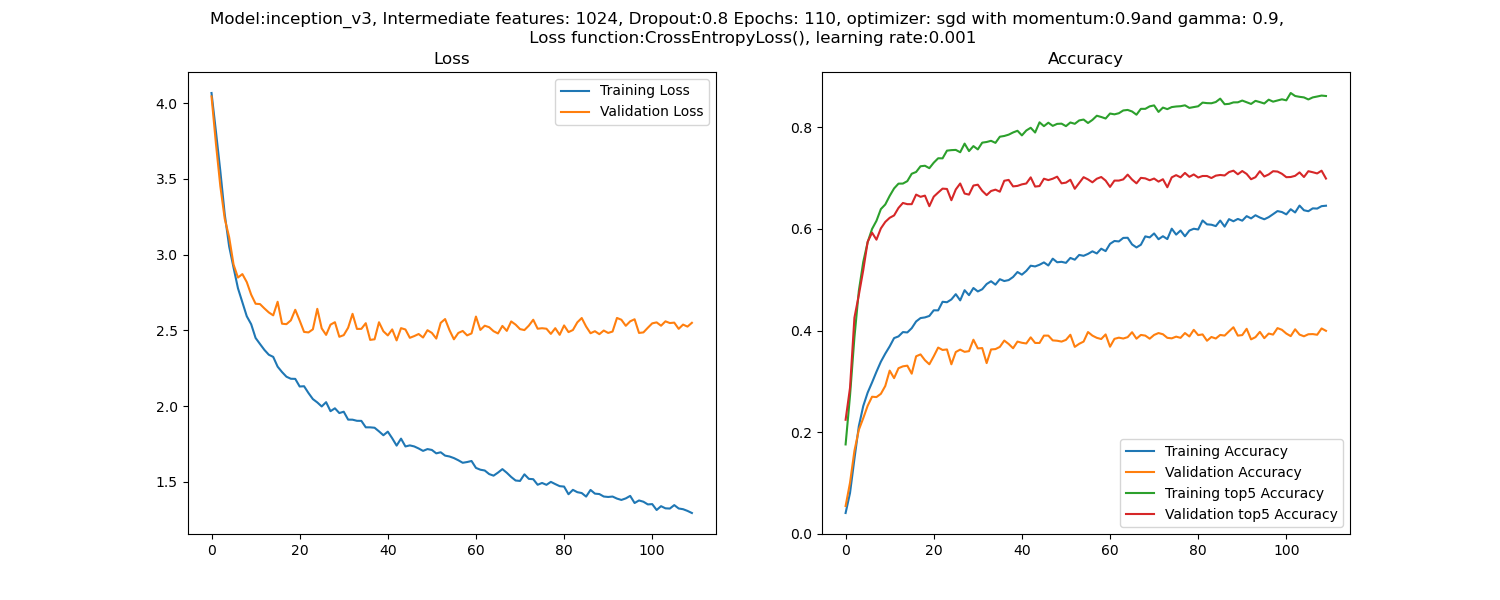 Model:inception_v3, Intermediate features: 1024, Dropout:0.8 Epochs: 110, optimizer: sgd with momentum:0.9and gamma: 0.9,
Loss function:CrossEntropyLoss(), learning rate:0.001
Loss
4.0
3.5
3.0
2.5
2.0
1.5
0 20 40 60 80 100
Training Loss
Validation Loss
Accuracy
0.8
0.6
0.4
0.2
0.0
0 20 40 60 80 100
Training Accuracy
Validation Accuracy
Training top5 Accuracy
Validation top5 Accuracy